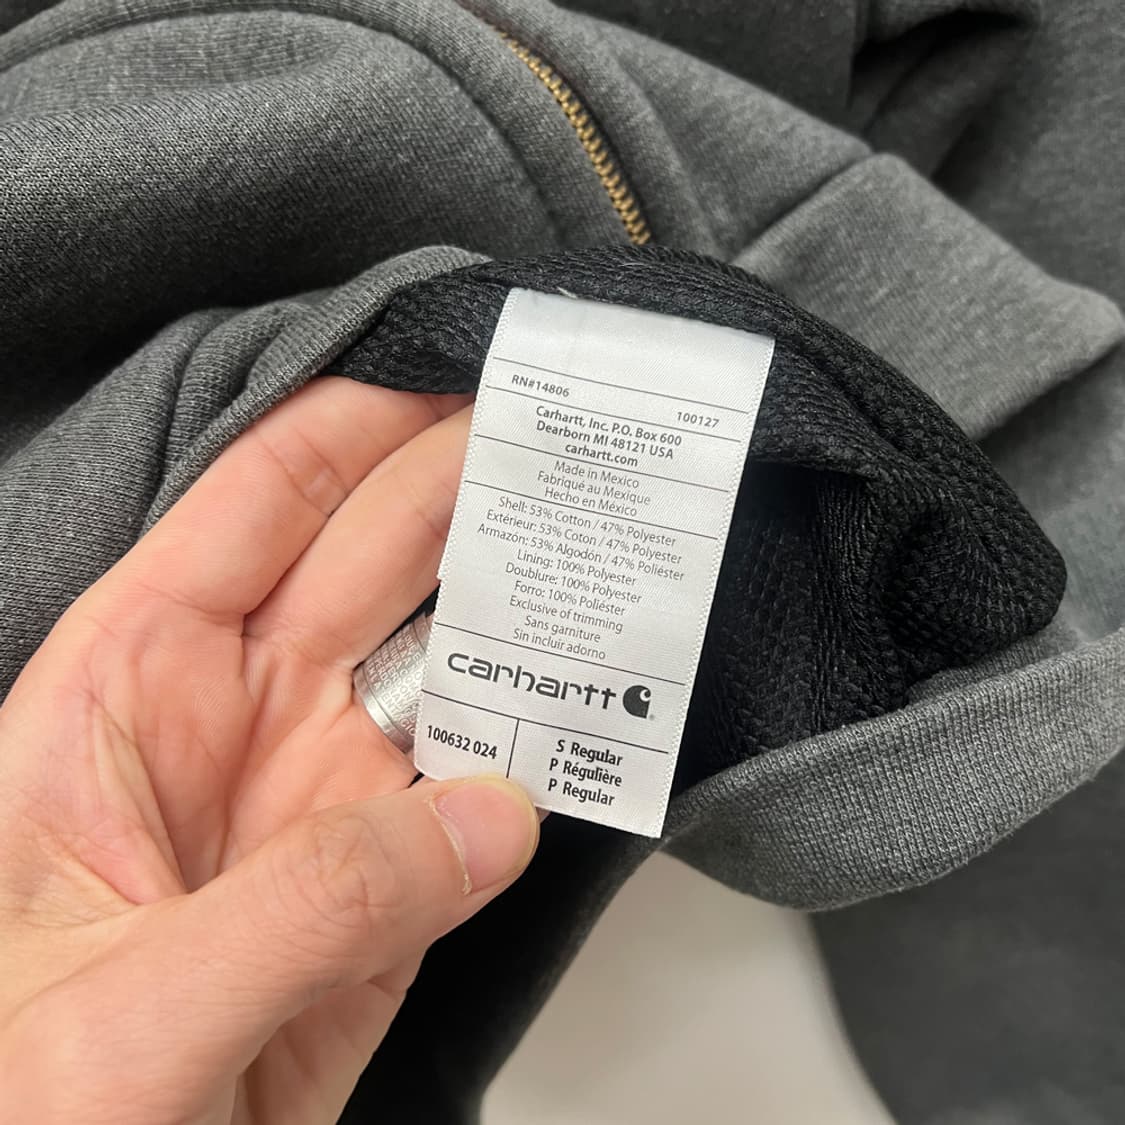 RN#14806
100127
Carhartt, Inc. P.O. Box 600
Dearborn MI 48121 USA
carhartt.com
Made in Mexico
Fabriqué au Mexique
Hecho en México
Shell: 53% Cotton / 47% Polyester
Extérieur: 53% Coton / 47% Polyester
Armazón: 53% Algodón / 47% Poliéster
Lining: 100% Polyester
Doublure: 100% Polyester
Forro: 100% Poliéster
Exclusive of trimming
Sans garniture
Sin incluir adorno
carhartt
100632 024
S Regular
P Régulière
P Regular